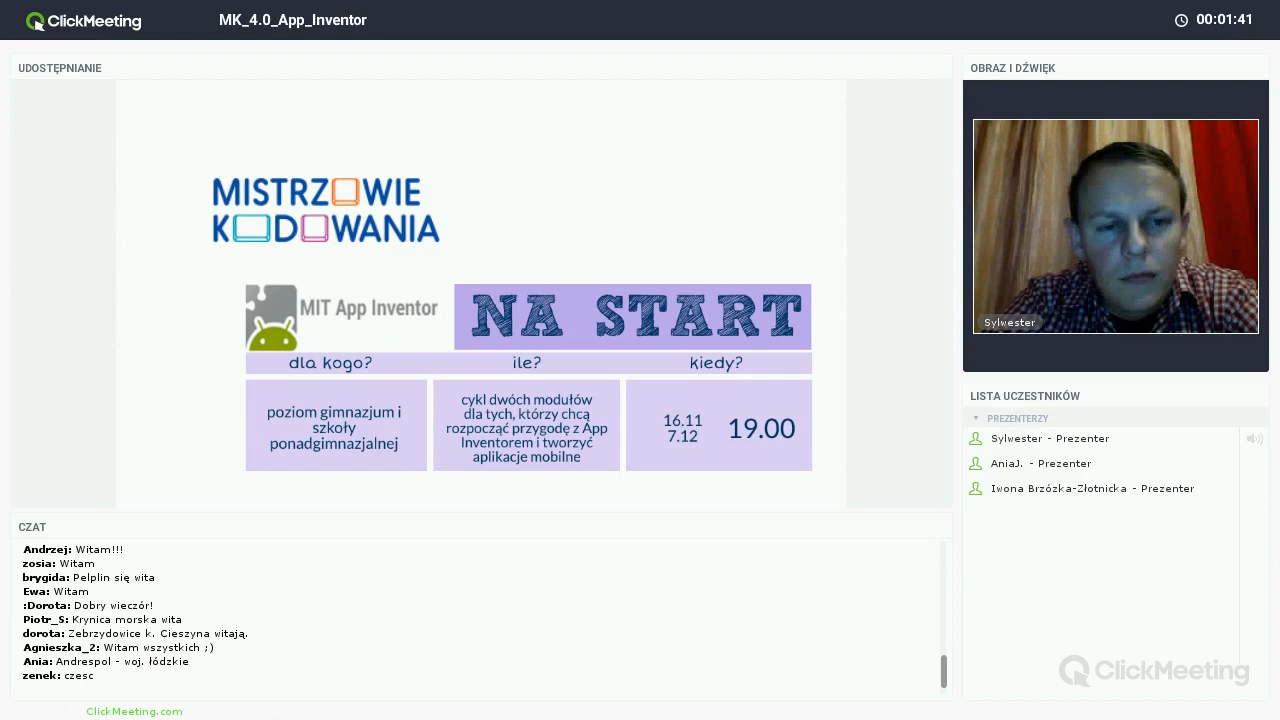 ClickMeeting
MK_4.0_App_Inventor
00:01:41
UDOSTĘPNIANIE
MISTRZOWIE
KODOWANIA
MIT App Inventor
NA START
dla kogo?
ile?
kiedy?
poziom gimnazjum i
szkoły
ponadgimnazjalnej
cykl dwóch modułów
dla tych, którzy chcą
rozpocząć przygodę z App
Inventorem i tworzyć
aplikacje mobilne
16.11
7.12
19.00
OBRAZ I DŹWIĘK
Sylwester
LISTA UCZESTNIKÓW
PREZENTERZY
Sylwester - Prezenter
AniaJ. - Prezenter
Iwona Brzózka-Złotnicka - Prezenter
CZAT
Andrzej: Witam!!!
zosia: Witam
brygida: Pelplin się wita
Ewa: Witam
:Dorota: Dobry wieczór!
Piotr_S: Krynica morska wita
dorota: Zebrzydowice k. Cieszyna witają.
Agnieszka_2: Witam wszystkich ;)
Ania: Andrespol - woj. łódzkie
zenek: czesc
ClickMeeting
ClickMeeting.com